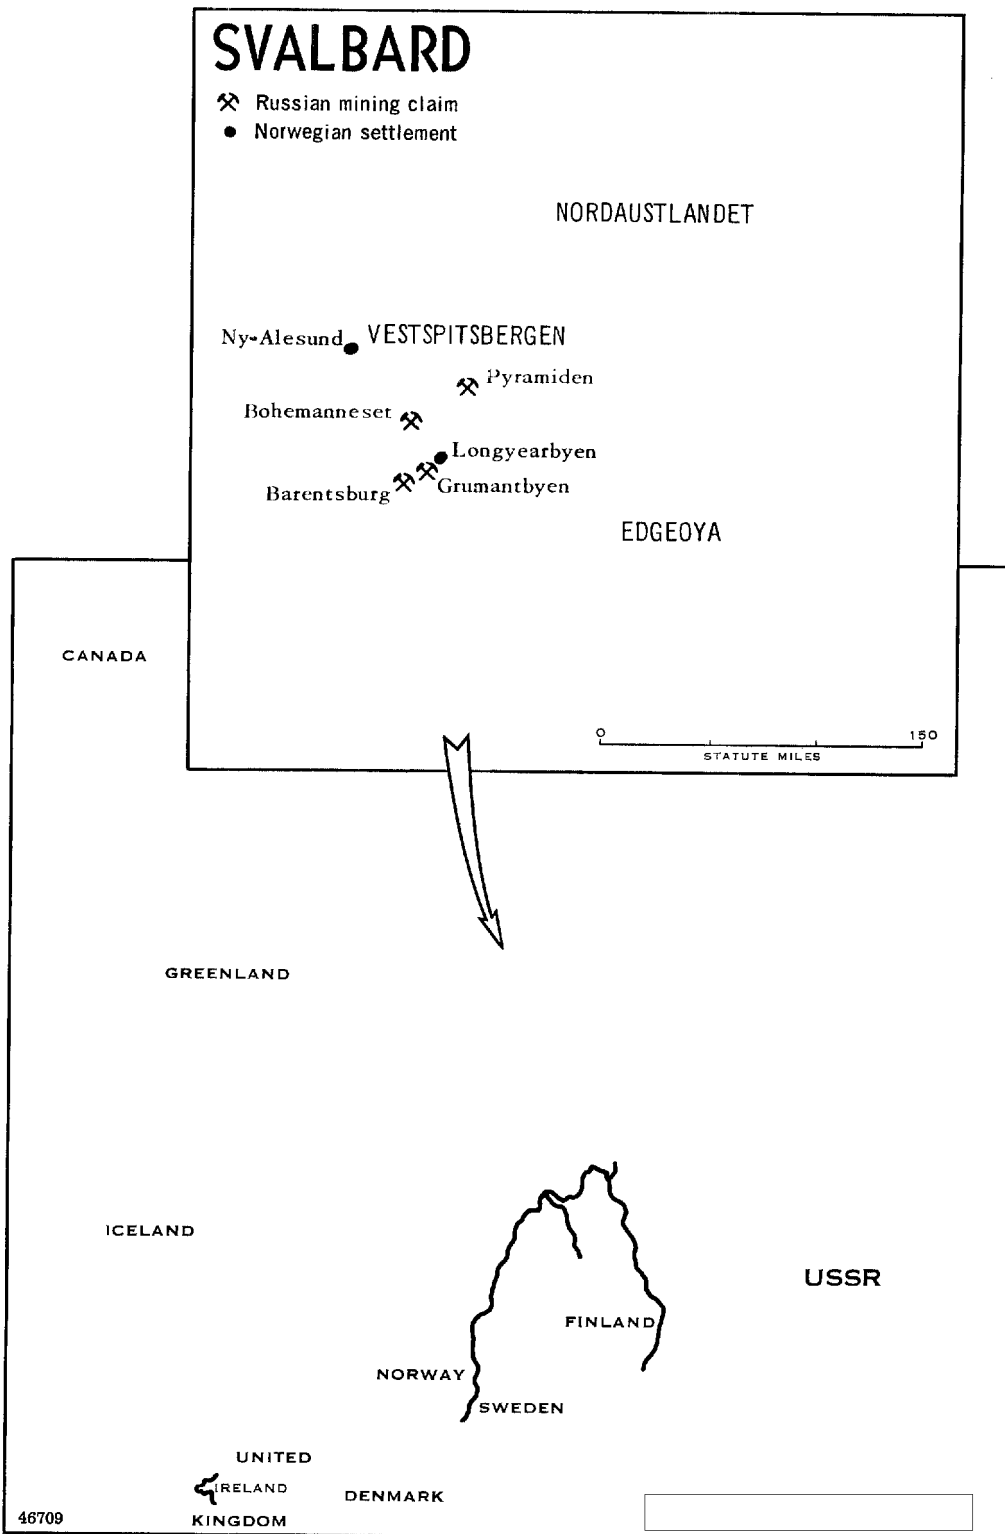 SVALBARD
Russian mining claim
Norwegian settlement
NORDAUSTLANDET
Ny-Alesund
VESTSPITSBERGEN
Pyramiden
Bohemanneset
Longyearbyen
Grumantbyen
Barentsburg
EDGEOYA
CANADA
0 150
STATUTE MILES
GREENLAND
ICELAND
USSR
FINLAND
NORWAY
SWEDEN
UNITED
IRELAND
DENMARK
KINGDOM
46709